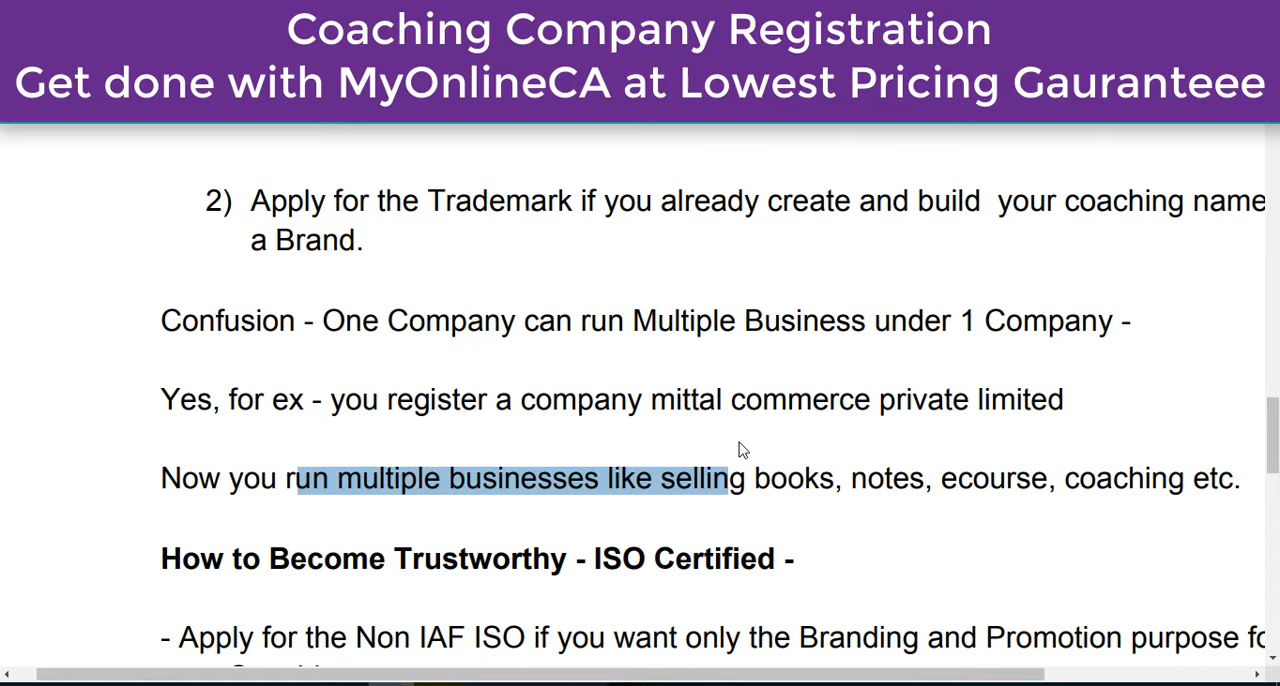 Coaching Company Registration
Get done with MyOnlineCA at Lowest Pricing Gauranteee
2) Apply for the Trademark if you already create and build your coaching name
a Brand.
Confusion - One Company can run Multiple Business under 1 Company -
Yes, for ex - you register a company mittal commerce private limited
Now you run multiple businesses like selling books, notes, ecourse, coaching etc.
How to Become Trustworthy - ISO Certified -
- Apply for the Non IAF ISO if you want only the Branding and Promotion purpose